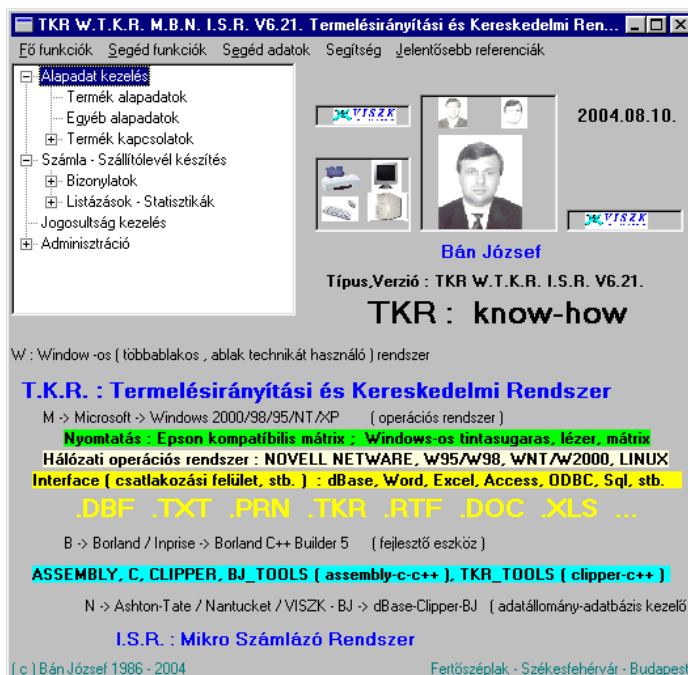 TKR W.T.K.R. M.B.N. I.S.R. V6.21. Termelésirányítási és Kereskedelmi Ren...
Fő funkciók Segéd funkciók Segéd adatok Segítség Jelentősebb referenciák
Alapadat kezelés
Termék alapadatok
Egyéb alapadatok
Termék kapcsolatok
Számla - Szállítólevél készítés
Bizonylatok
Listázások - Statisztikák
Jogosultság kezelés
Adminisztráció
VISZK
2004.08.10.
VISZK
Bán József
Típus,Verzió : TKR W.T.K.R. I.S.R. V6.21.
TKR : know-how
W : Window -os ( többablakos , ablak technikát használó ) rendszer
T.K.R. : Termelésirányítási és Kereskedelmi Rendszer
M -> Microsoft -> Windows 2000/98/95/NT/XP ( operációs rendszer )
Nyomtatás : Epson kompatíbilis mátrix ; Windows-os tintasugaras, lézer, mátrix
Hálózati operációs rendszer : NOVELL NETWARE, W95/W98, WNT/W2000, LINUX
Interface ( csatlakozási felület, stb. ) : dBase, Word, Excel, Access, ODBC, Sql, stb.
.DBF .TXT .PRN .TKR .RTF .DOC .XLS ...
B -> Borland / Inprise -> Borland C++ Builder 5 ( fejlesztő eszköz )
ASSEMBLY, C, CLIPPER, BJ_TOOLS ( assembly-c-c++ ), TKR_TOOLS ( clipper-c++ )
N -> Ashton-Tate / Nantucket / VISZK - BJ -> dBase-Clipper-BJ ( adatállomány-adatbázis kezelő
I.S.R. : Mikro Számlázó Rendszer
( c ) Bán József 1986 - 2004 Fertőszéplak - Székesfehérvár - Budapest